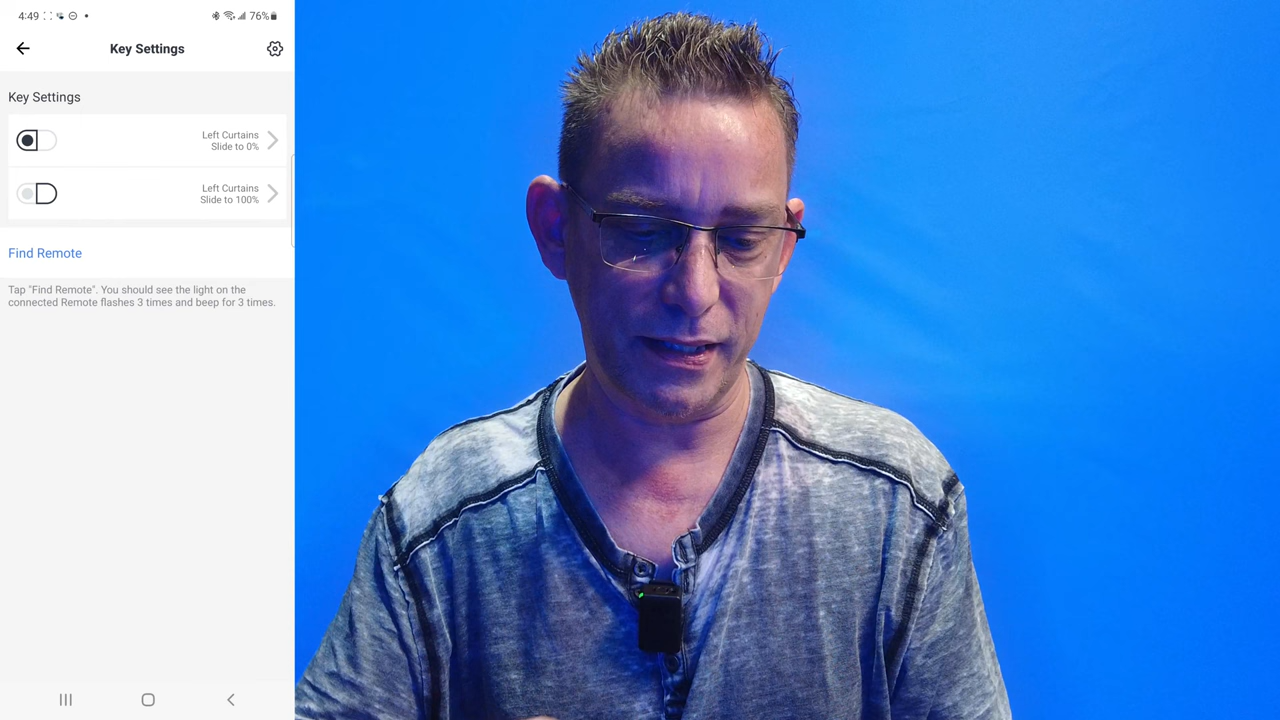 4:49
76%
Key Settings
Key Settings
Left Curtains
Slide to 0%
Left Curtains
Slide to 100%
Find Remote
Tap "Find Remote". You should see the light on the
connected Remote flashes 3 times and beep for 3 times.